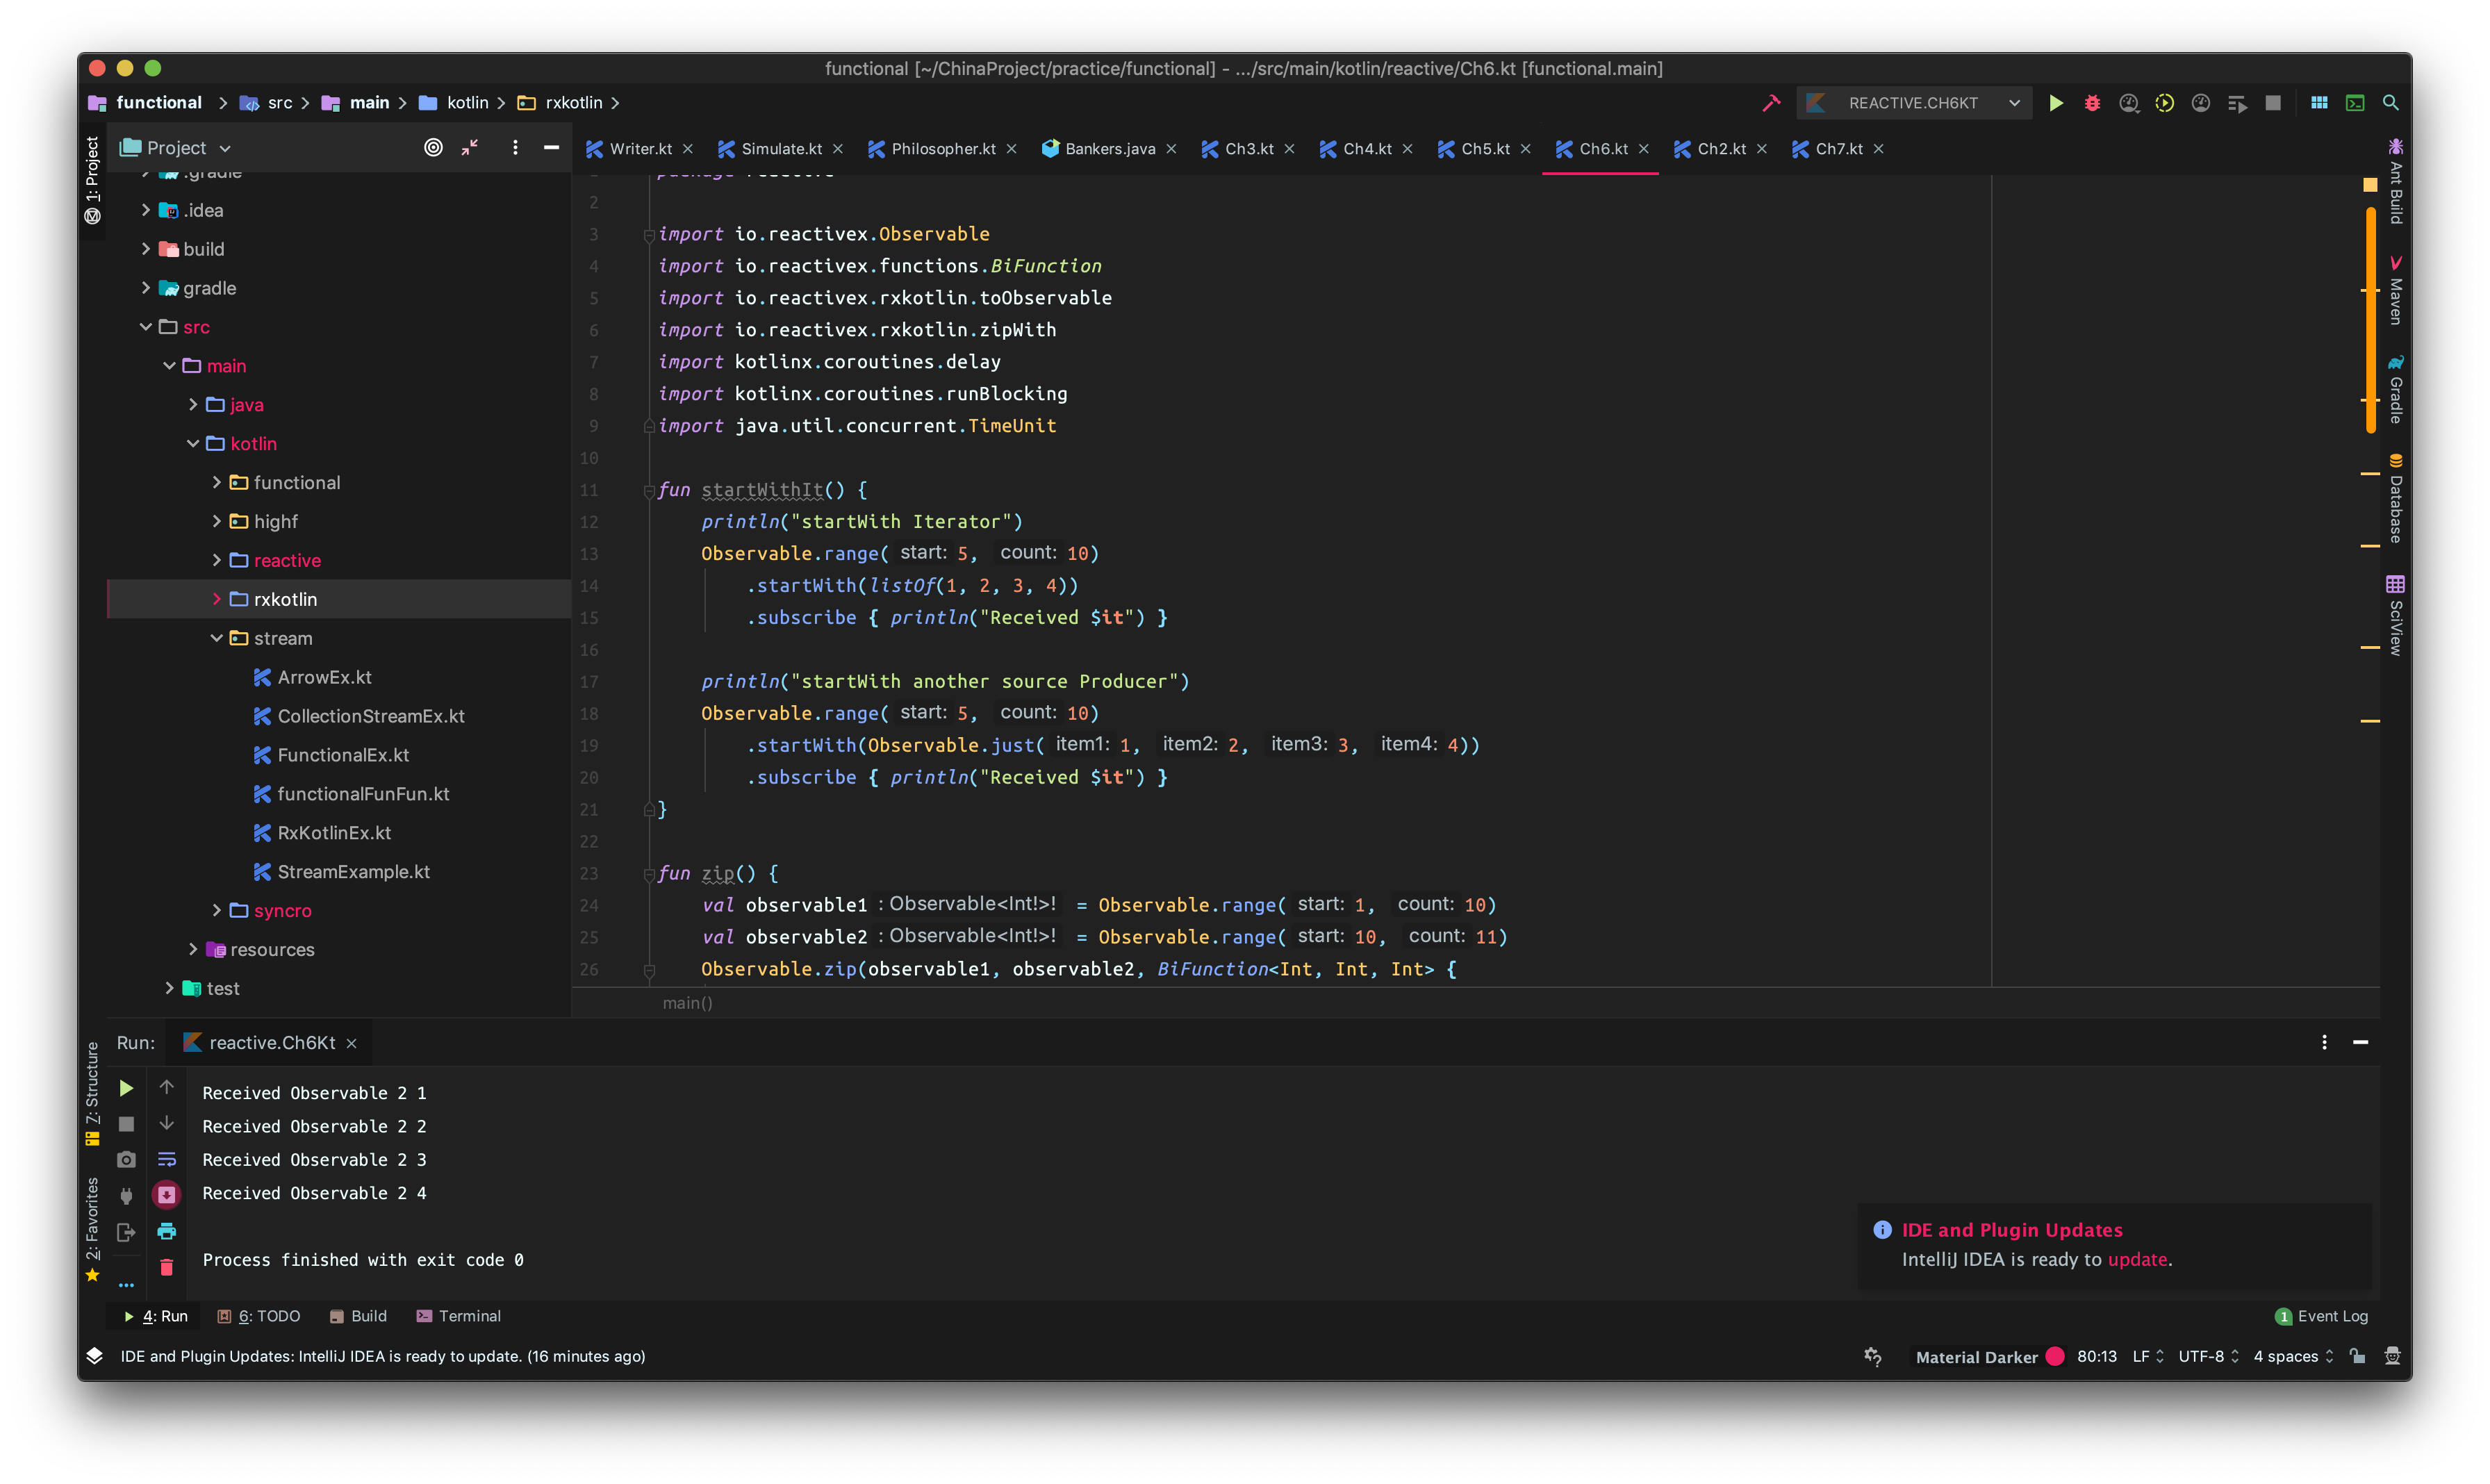 functional [~/ChinaProject/practice/functional] - .../src/main/kotlin/reactive/Ch6.kt [functional.main]
functional src main kotlin rxkotlin
REACTIVE.CH6KT
1: Project
Project
Writer.kt Simulate.kt Philosopher.kt Bankers.java Ch3.kt Ch4.kt Ch5.kt Ch6.kt Ch2.kt Ch7.kt
.gradle
.idea
build
gradle
src
main
java
kotlin
functional
highf
reactive
rxkotlin
stream
ArrowEx.kt
CollectionStreamEx.kt
FunctionalEx.kt
functionalFunFun.kt
RxKotlinEx.kt
StreamExample.kt
syncro
resources
test
package reactive
2
3 import io.reactivex.Observable
4 import io.reactivex.functions.BiFunction
5 import io.reactivex.rxkotlin.toObservable
6 import io.reactivex.rxkotlin.zipWith
7 import kotlinx.coroutines.delay
8 import kotlinx.coroutines.runBlocking
9 import java.util.concurrent.TimeUnit
10
11 fun startWithIt() {
12 println("startWith Iterator")
13 Observable.range( start: 5, count: 10)
14 .startWith(listOf(1, 2, 3, 4))
15 .subscribe { println("Received $it") }
16
17 println("startWith another source Producer")
18 Observable.range( start: 5, count: 10)
19 .startWith(Observable.just( item1: 1, item2: 2, item3: 3, item4: 4))
20 .subscribe { println("Received $it") }
21 }
22
23 fun zip() {
24 val observable1 : Observable<Int!>! = Observable.range( start: 1, count: 10)
25 val observable2 : Observable<Int!>! = Observable.range( start: 10, count: 11)
26 Observable.zip(observable1, observable2, BiFunction<Int, Int, Int> {
main()
Ant Build
Maven
Gradle
Database
SciView
7: Structure
2: Favorites
Run: reactive.Ch6Kt
Received Observable 2 1
Received Observable 2 2
Received Observable 2 3
Received Observable 2 4
Process finished with exit code 0
IDE and Plugin Updates
IntelliJ IDEA is ready to update.
4: Run 6: TODO Build Terminal
1 Event Log
IDE and Plugin Updates: IntelliJ IDEA is ready to update. (16 minutes ago)
Material Darker 80:13 LF UTF-8 4 spaces